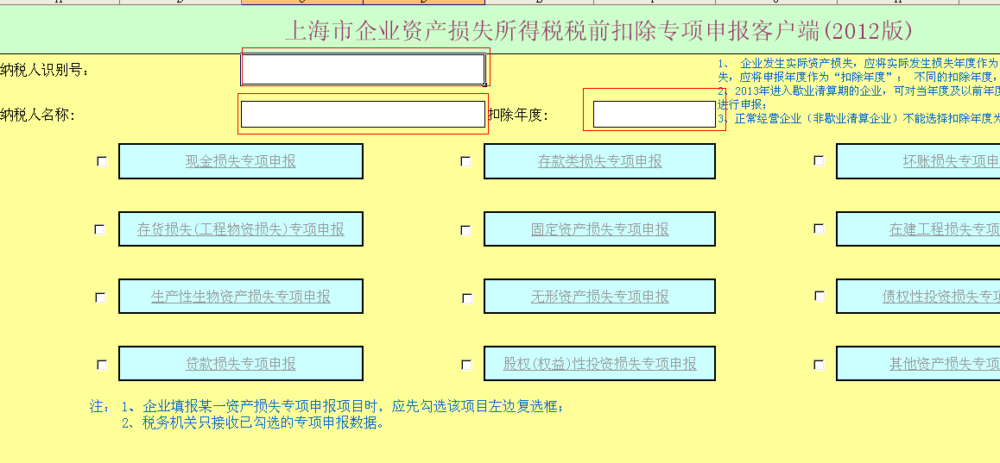 上海市企业资产损失所得税税前扣除专项申报客户端(2012版)
纳税人识别号:
1、 企业发生实际资产损失，应将实际发生损失年度作为
失，应将申报年度作为“扣除年度”； 不同的扣除年度，
2、2013年进入歇业清算期的企业，可对当年度及以前年度
进行申报；
3、正常经营企业（非歇业清算企业）不能选择扣除年度为
纳税人名称:
扣除年度:
现金损失专项申报
存款类损失专项申报
坏账损失专项申
存货损失(工程物资损失)专项申报
固定资产损失专项申报
在建工程损失专项
生产性生物资产损失专项申报
无形资产损失专项申报
债权性投资损失专项
贷款损失专项申报
股权(权益)性投资损失专项申报
其他资产损失专项
注: 1、企业填报某一资产损失专项申报项目时，应先勾选该项目左边复选框；
2、税务机关只接收已勾选的专项申报数据。